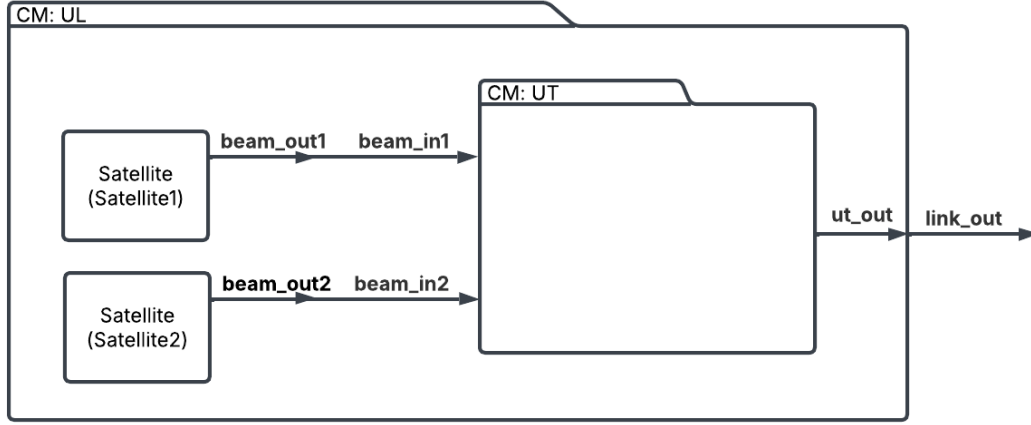 CM: UL
CM: UT
beam_out1
beam_in1
Satellite
(Satellite1)
ut_out
link_out
beam_out2
beam_in2
Satellite
(Satellite2)